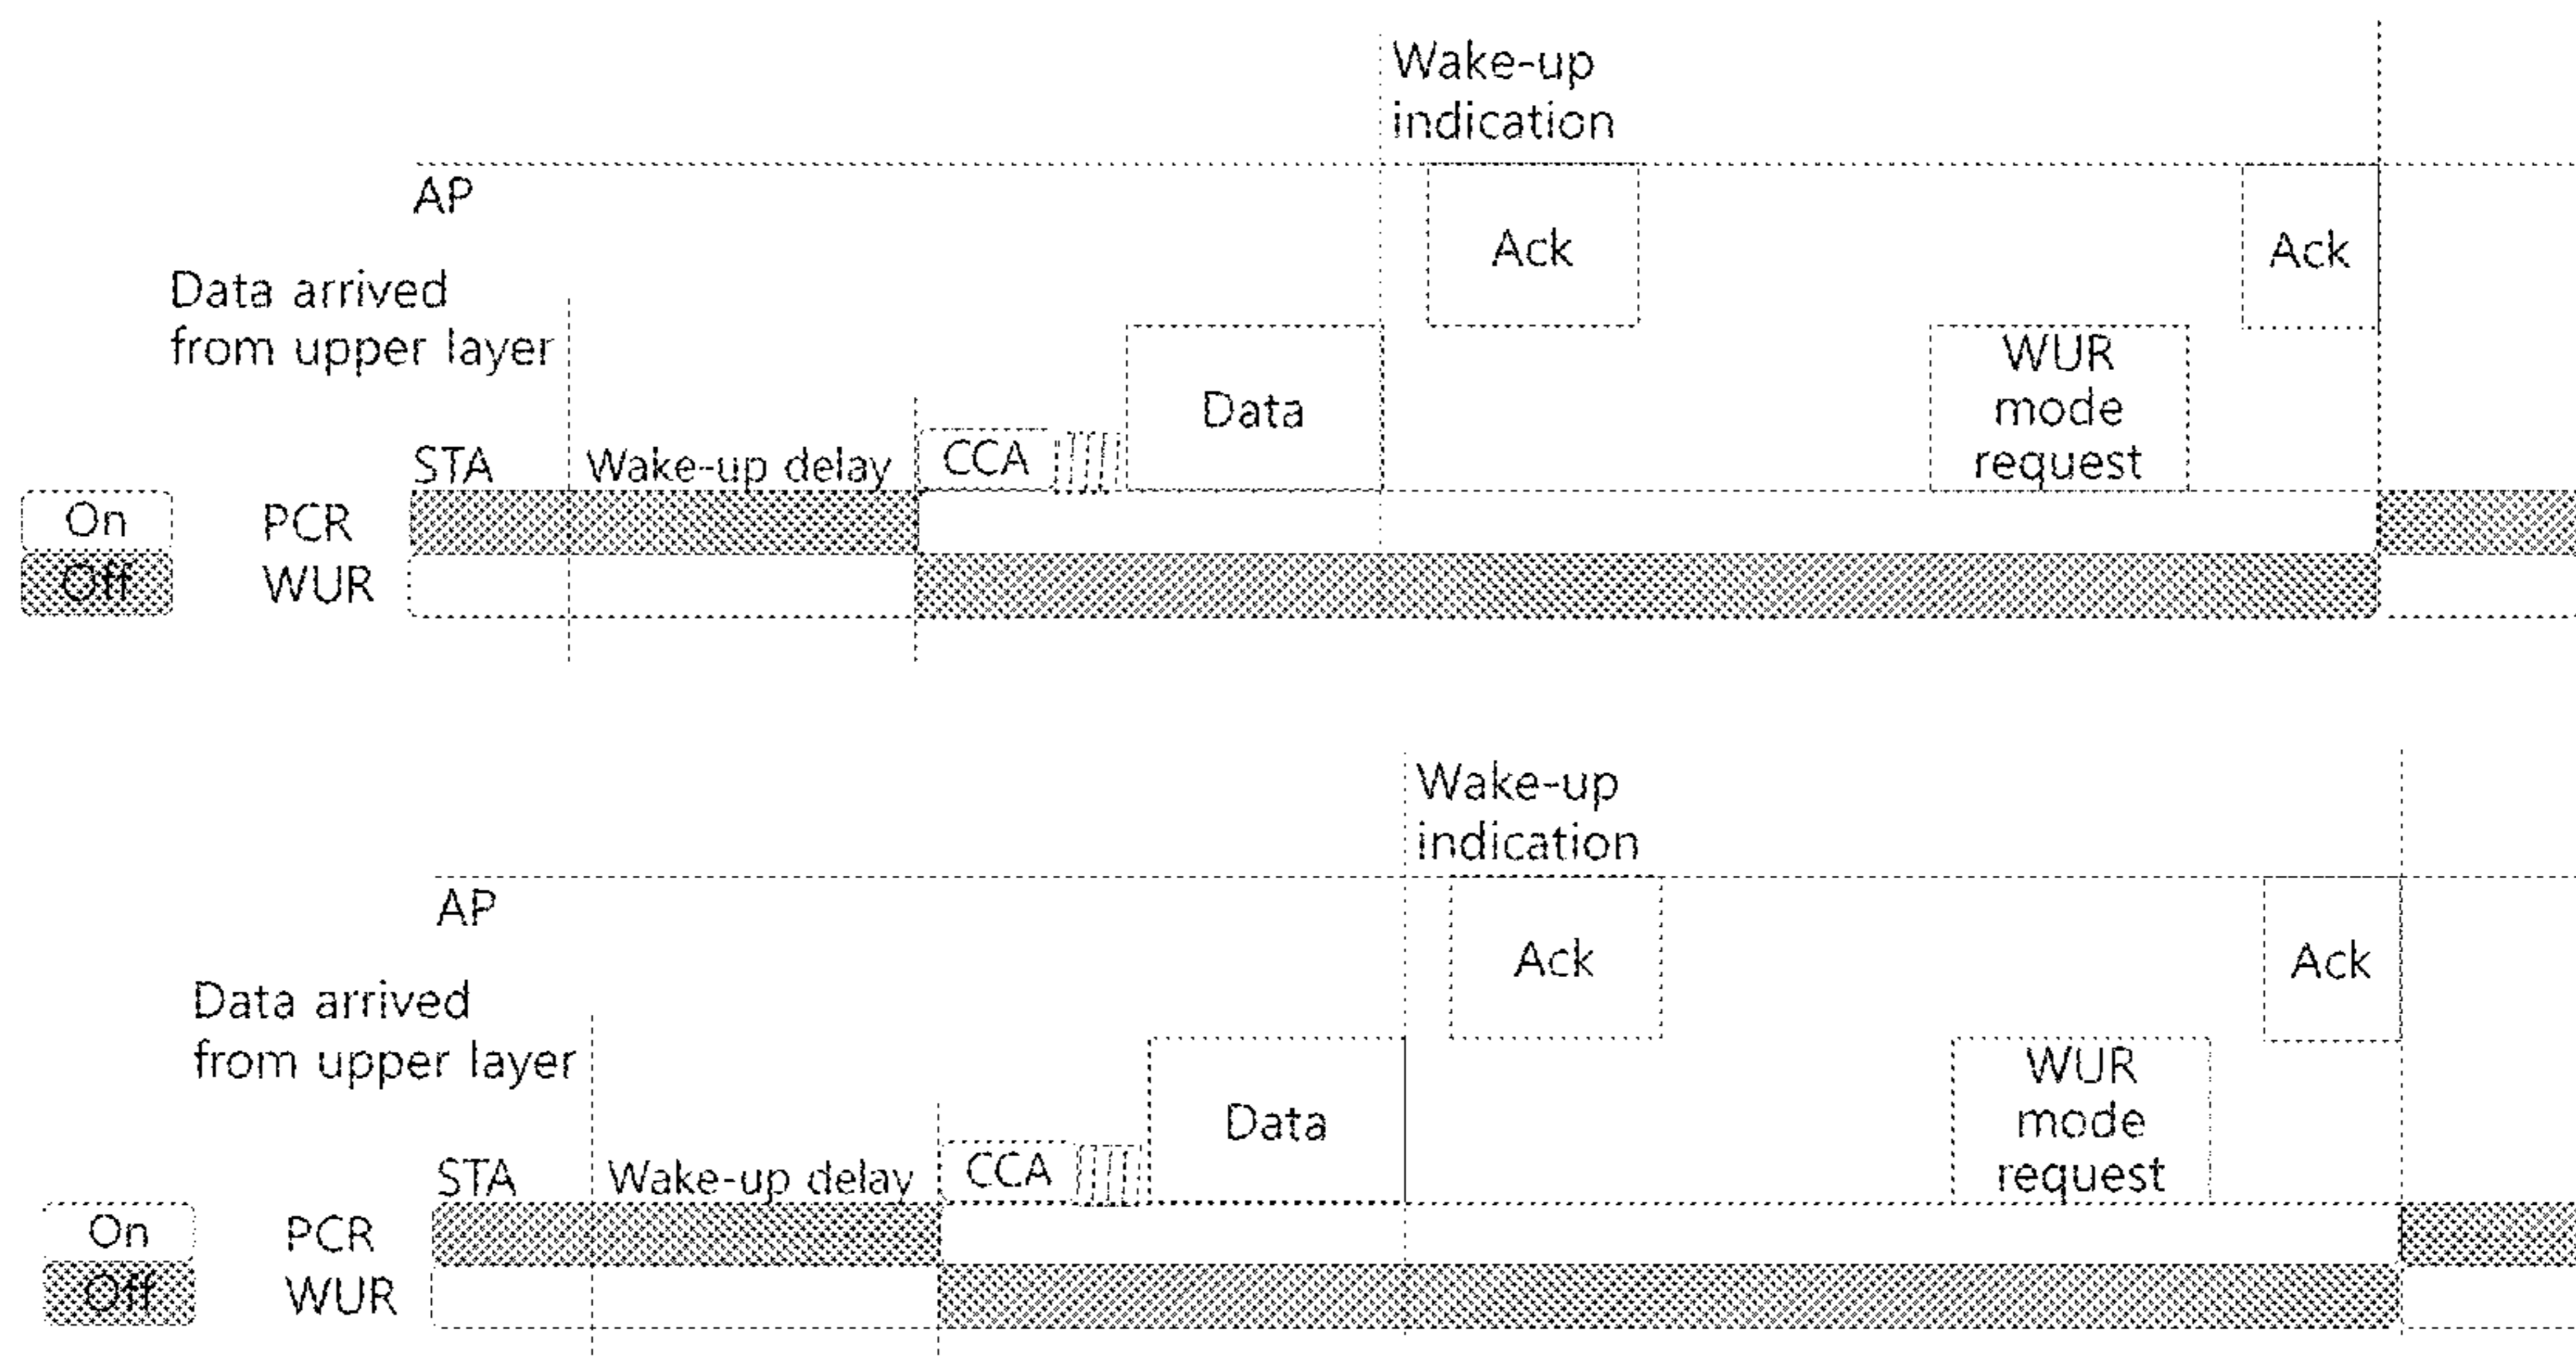 Wake-up
indication
AP
Ack
Ack
Data arrived
from upper layer
Data
WUR
mode
request
STA
Wake-up delay
CCA
On
PCR
Off
WUR
Wake-up
indication
AP
Ack
Ack
Data arrived
from upper layer
Data
WUR
mode
request
STA
Wake-up delay
CCA
On
PCR
Off
WUR